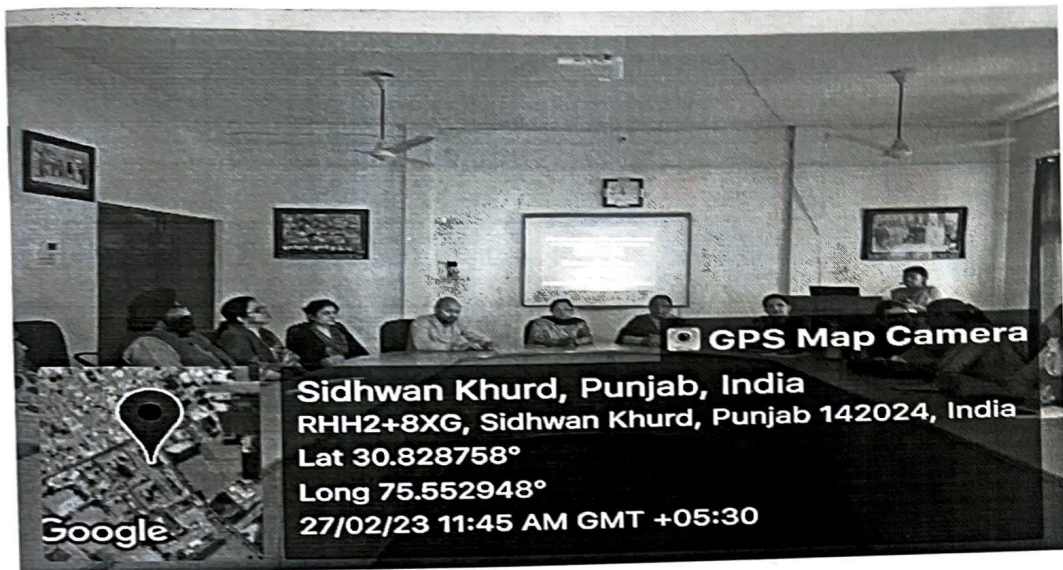 GPS Map Camera
Sidhwan Khurd, Punjab, India
RHH2+8XG, Sidhwan Khurd, Punjab 142024, India
Lat 30.828758°
Long 75.552948°
27/02/23 11:45 AM GMT +05:30
Google